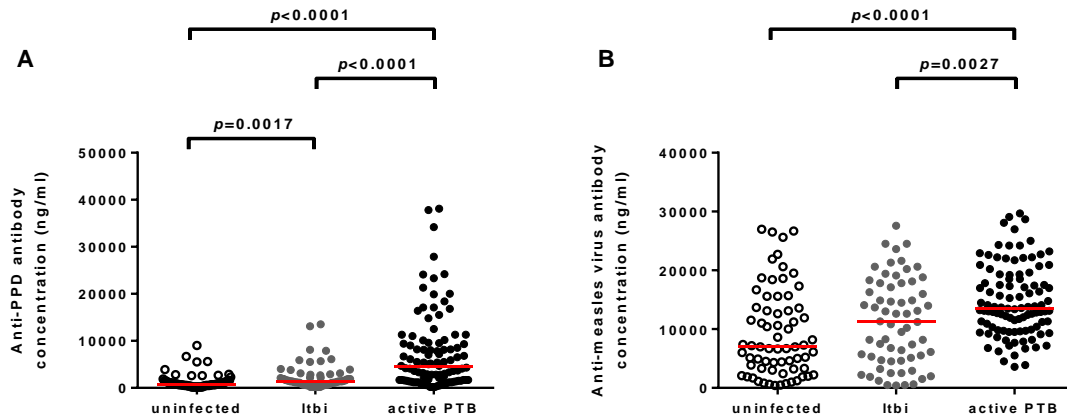 A
p<0.0001
p<0.0001
p=0.0017
Anti-PPD antibody
concentration (ng/ml)
50000
40000
30000
20000
10000
0
uninfected
ltbi
active PTB
B
p<0.0001
p=0.0027
Anti-measles virus antibody
concentration (ng/ml)
40000
30000
20000
10000
0
uninfected
ltbi
active PTB